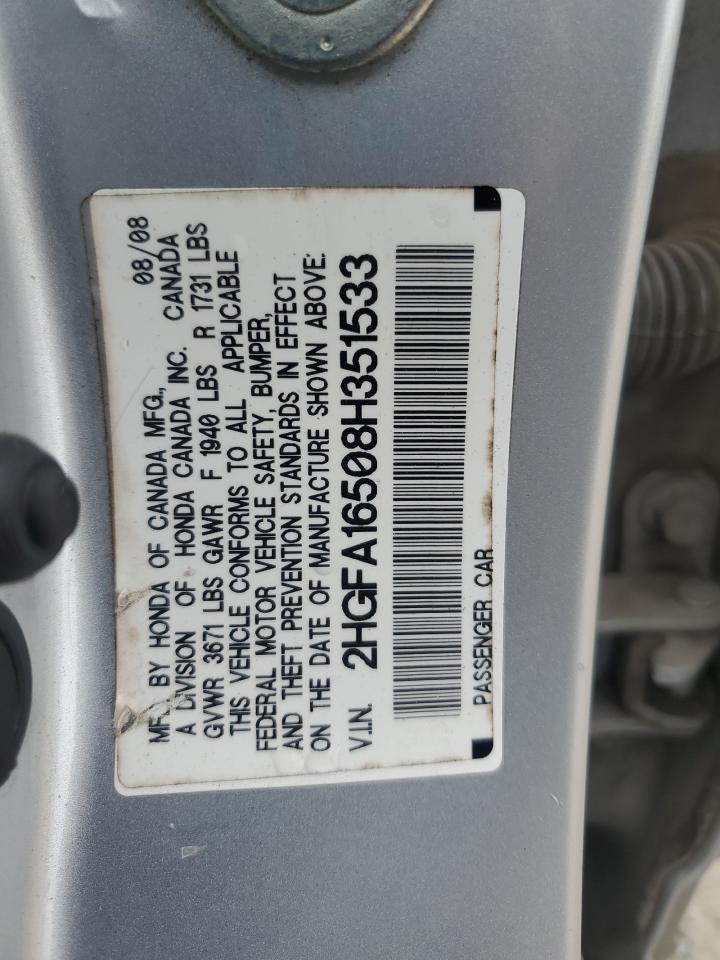 08/08
MFD. BY HONDA OF CANADA MFG.,
A DIVISION OF HONDA CANADA INC. CANADA
GVWR 3671 LBS GAWR F 1940 LBS R 1731 LBS
THIS VEHICLE CONFORMS TO ALL APPLICABLE
FEDERAL MOTOR VEHICLE SAFETY, BUMPER,
AND THEFT PREVENTION STANDARDS IN EFFECT
ON THE DATE OF MANUFACTURE SHOWN ABOVE.
V.I.N. 2HGFA16508H351533
PASSENGER CAR